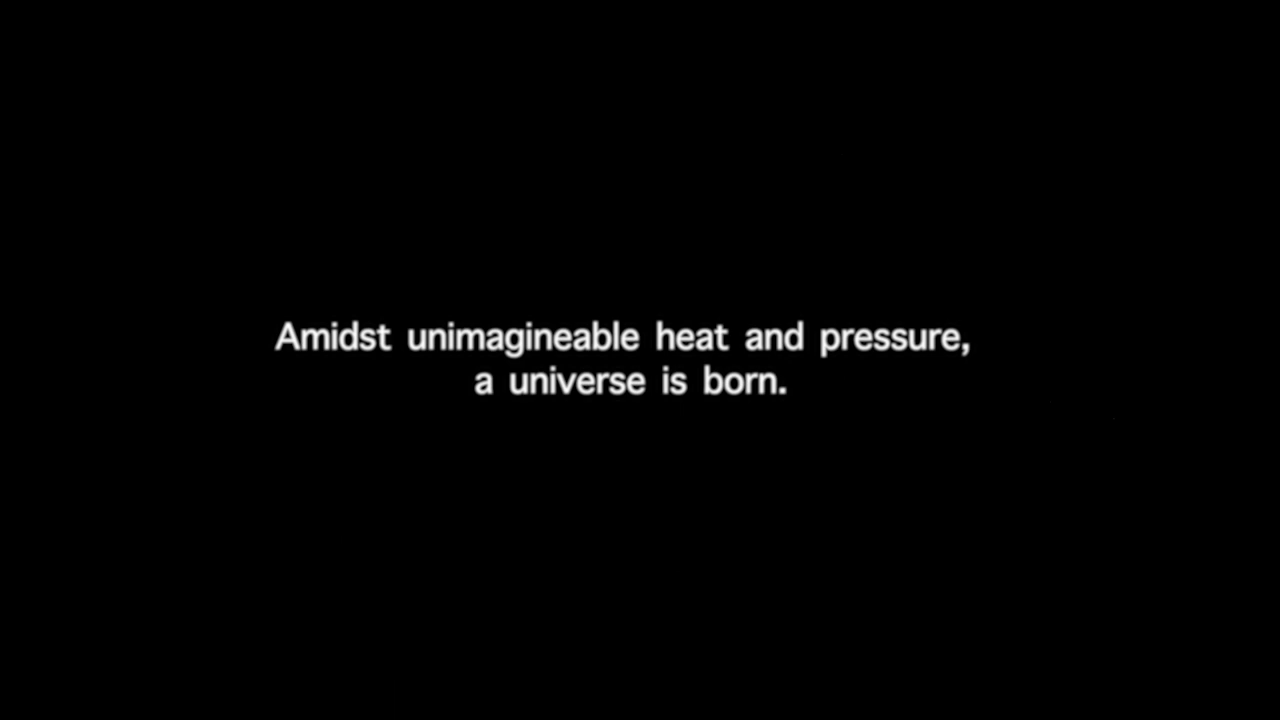 Amidst unimagineable heat and pressure,
a universe is born.